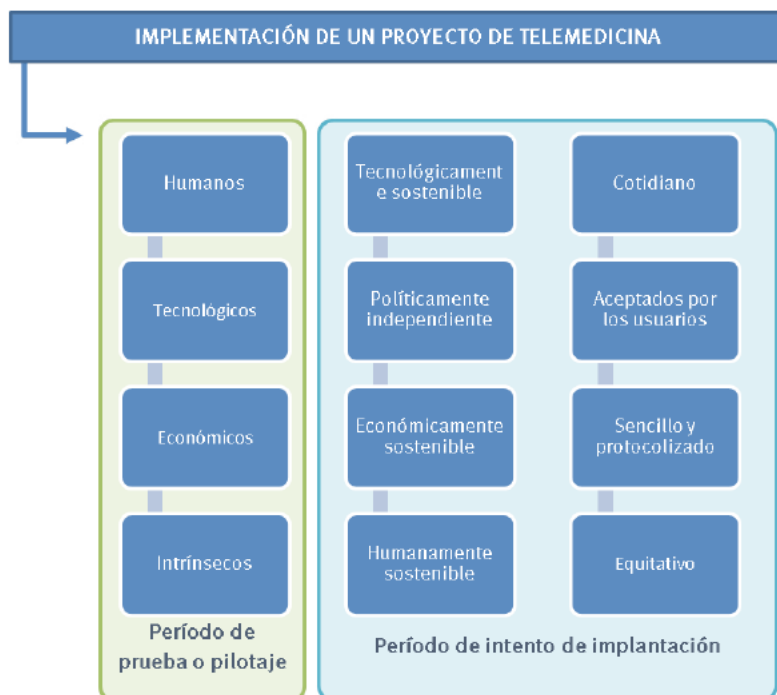 IMPLEMENTACIÓN DE UN PROYECTO DE TELEMEDICINA
Humanos
Tecnológicos
Económicos
Intrínsecos
Período de
prueba o pilotaje
Tecnológicament
e sostenible
Políticamente
independiente
Económicamente
sostenible
Humanamente
sostenible
Cotidiano
Aceptados por
los usuarios
Sencillo y
protocolizado
Equitativo
Período de intento de implantación